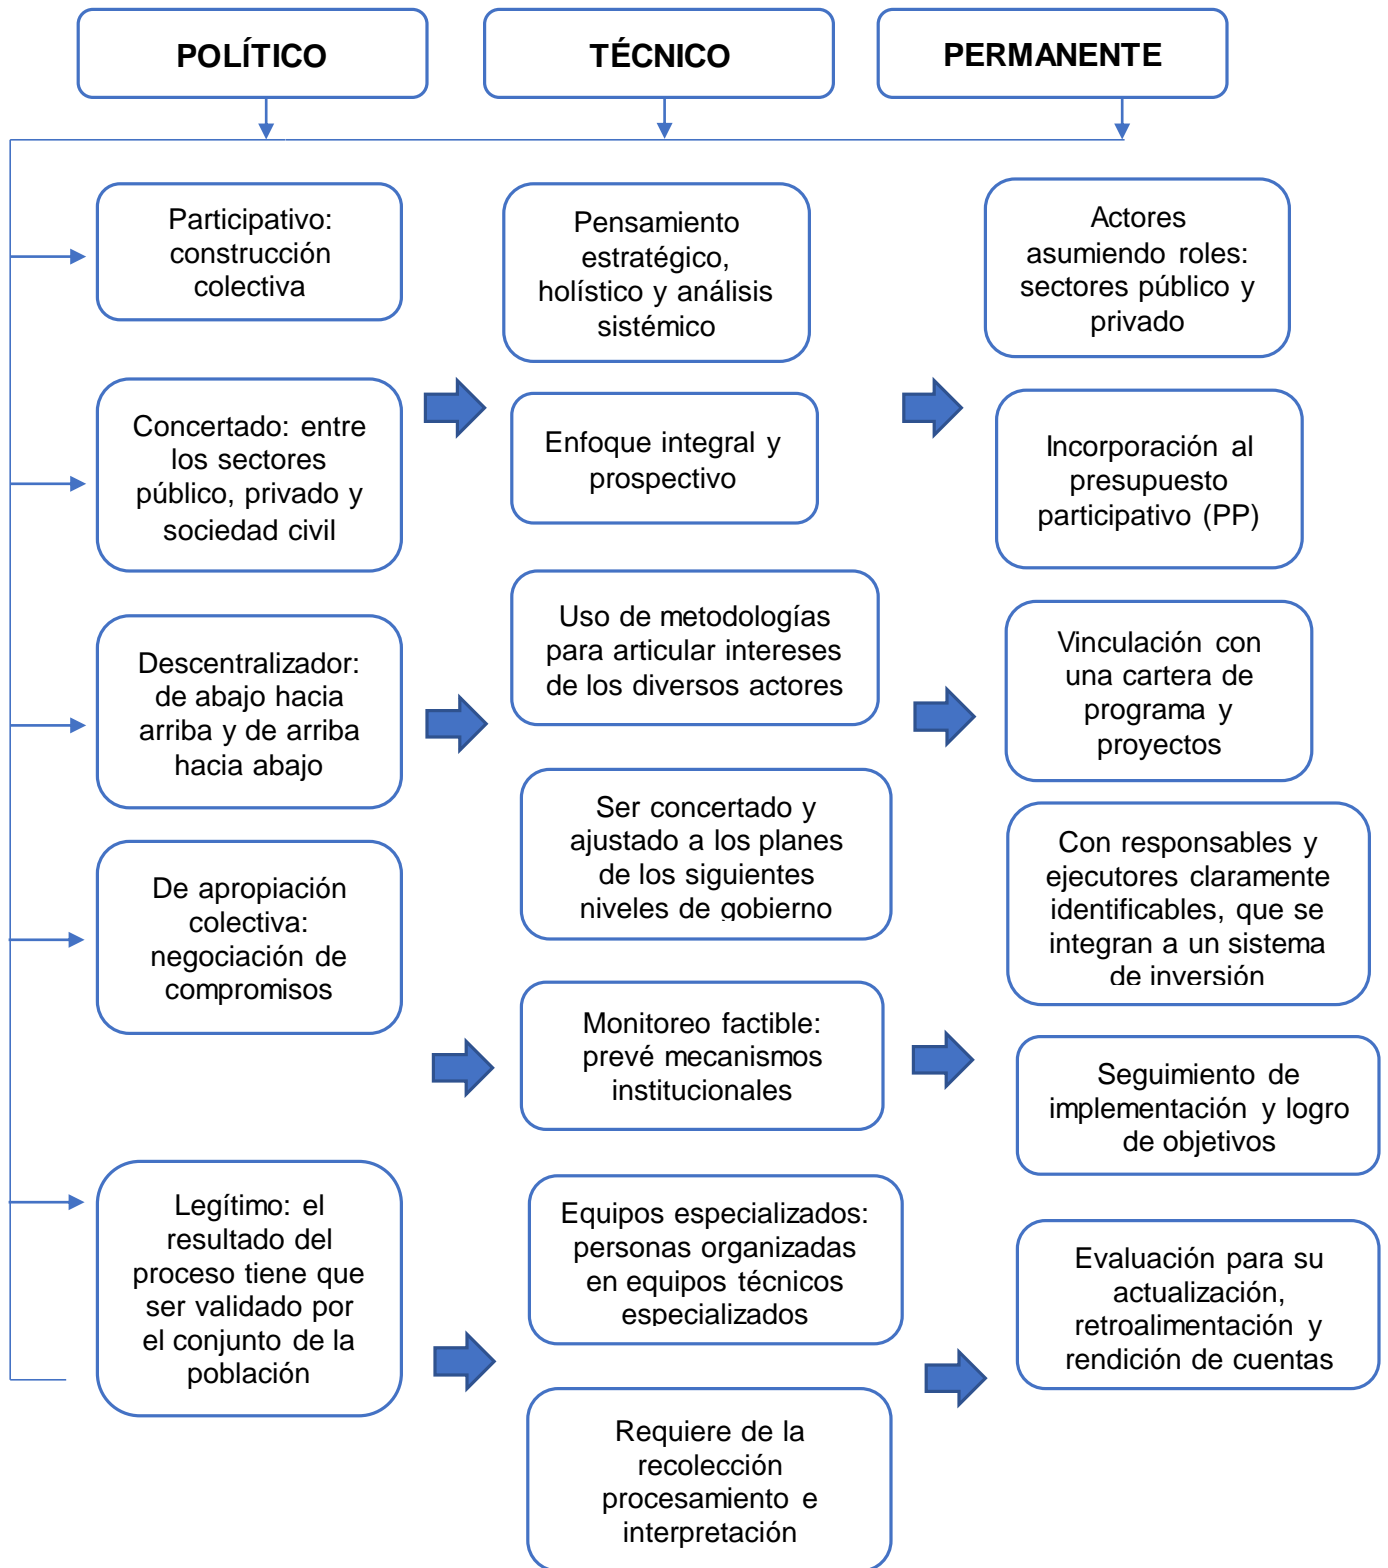 POLÍTICO
TÉCNICO
PERMANENTE
Participativo:
construcción
colectiva
Concertado: entre
los sectores
público, privado y
sociedad civil
Descentralizador:
de abajo hacia
arriba y de arriba
hacia abajo
De apropiación
colectiva:
negociación de
compromisos
Legítimo: el
resultado del
proceso tiene que
ser validado por
el conjunto de la
población
Pensamiento
estratégico,
holístico y análisis
sistémico
Enfoque integral y
prospectivo
Uso de metodologías
para articular intereses
de los diversos actores
Ser concertado y
ajustado a los planes
de los siguientes
niveles de gobierno
Monitoreo factible:
prevé mecanismos
institucionales
Equipos especializados:
personas organizadas
en equipos técnicos
especializados
Requiere de la
recolección
procesamiento e
interpretación
Actores
asumiendo roles:
sectores público y
privado
Incorporación al
presupuesto
participativo (PP)
Vinculación con
una cartera de
programa y
proyectos
Con responsables y
ejecutores claramente
identificables, que se
integran a un sistema
de inversión
Seguimiento de
implementación y logro
de objetivos
Evaluación para su
actualización,
retroalimentación y
rendición de cuentas